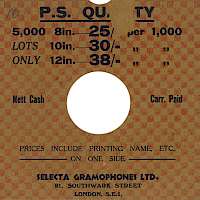 P.S. QU TY
5,000 8in. 25/- per 1,000
LOTS 10in. 30/- " "
ONLY 12in. 38/- " "
Nett Cash Carr. Paid
PRICES INCLUDE PRINTING NAME, ETC.
ON ONE SIDE
SELECTA GRAMOPHONES LTD.
81, SOUTHWARK STREET
LONDON, S.E.1.